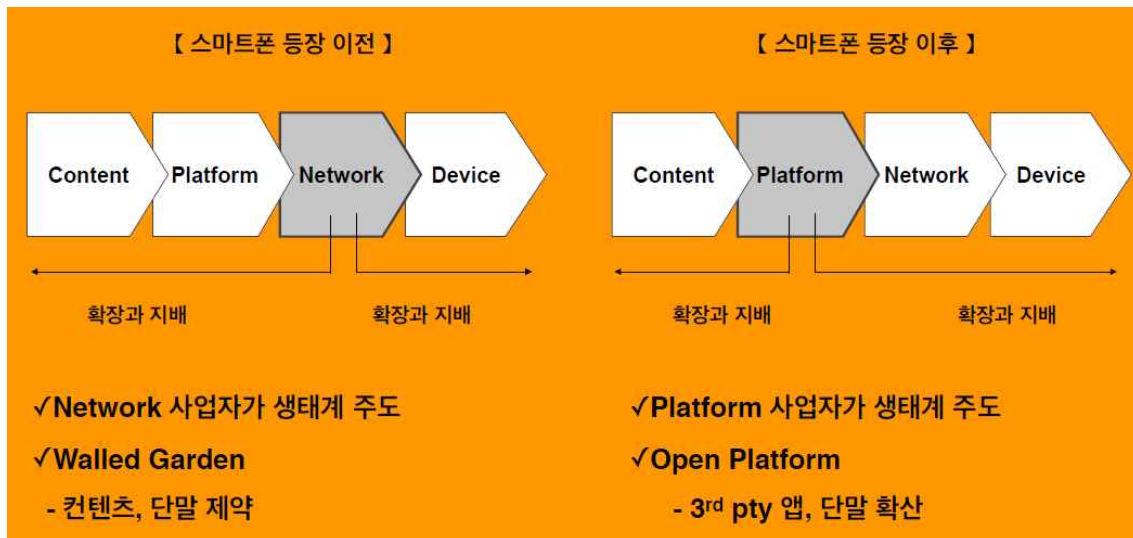 【 스마트폰 등장 이전 】
Content Platform Network Device
확장과 지배 확장과 지배
✓Network 사업자가 생태계 주도
✓Walled Garden
- 컨텐츠, 단말 제약
【 스마트폰 등장 이후 】
Content Platform Network Device
확장과 지배 확장과 지배
✓Platform 사업자가 생태계 주도
✓Open Platform
- 3rd pty 앱, 단말 확산